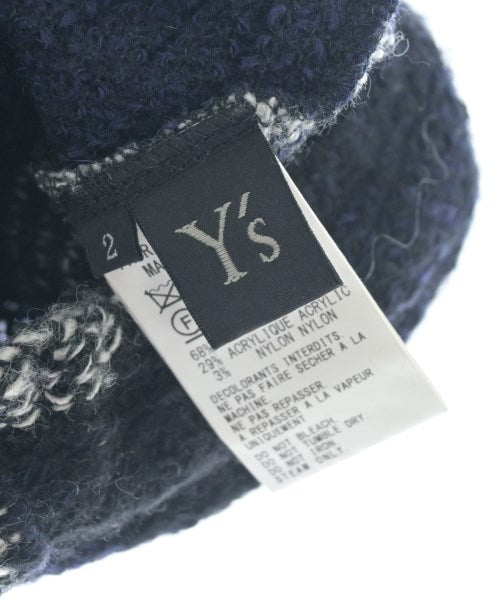 Y's
2
MA
F
68%
29% ACRYLIQUE ACRYLIC
3% NYLON NYLON
DECOLORANTS INTERDITS.
NE PAS FAIRE SECHER A LA
MACHINE.
NE PAS REPASSER.
A REPASSER A LA VAPEUR
UNIQUEMENT
DO NOT BLEACH.
DO NOT TUMBLE DRY.
DO NOT IRON.
STEAM ONLY.